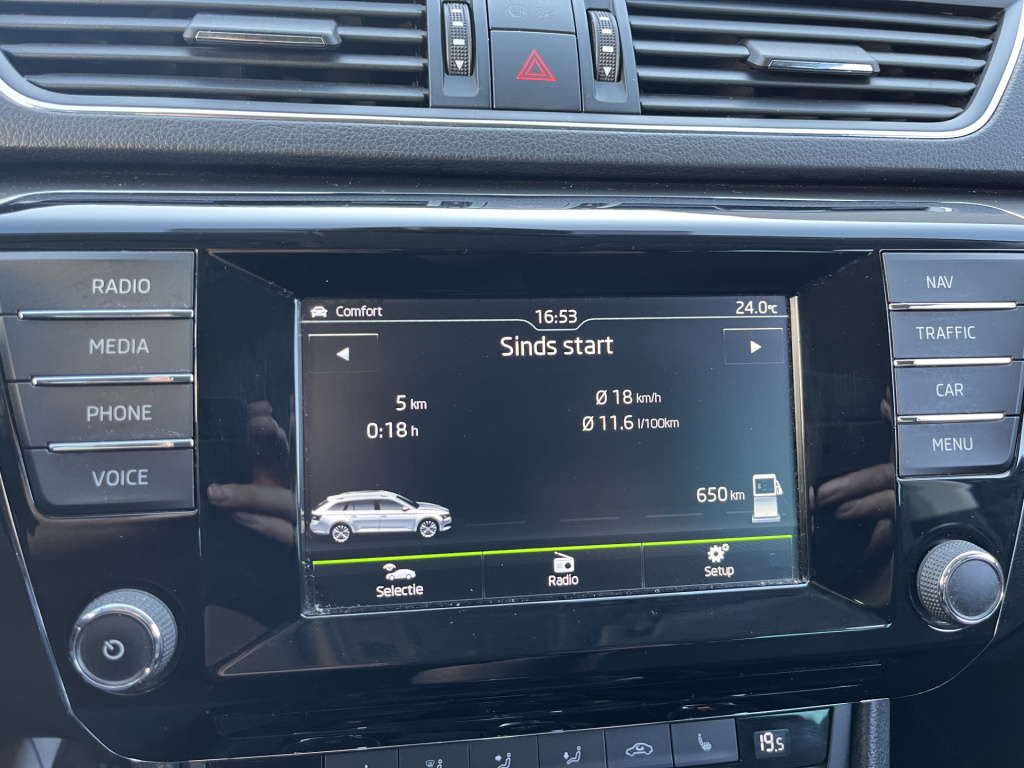 RADIO
MEDIA
PHONE
VOICE
Comfort 16:53 24.0°C
Sinds start
5 km Ø 18 km/h
0:18 h Ø 11.6 l/100km
650 km
Selectie Radio Setup
NAV
TRAFFIC
CAR
MENU
19.5